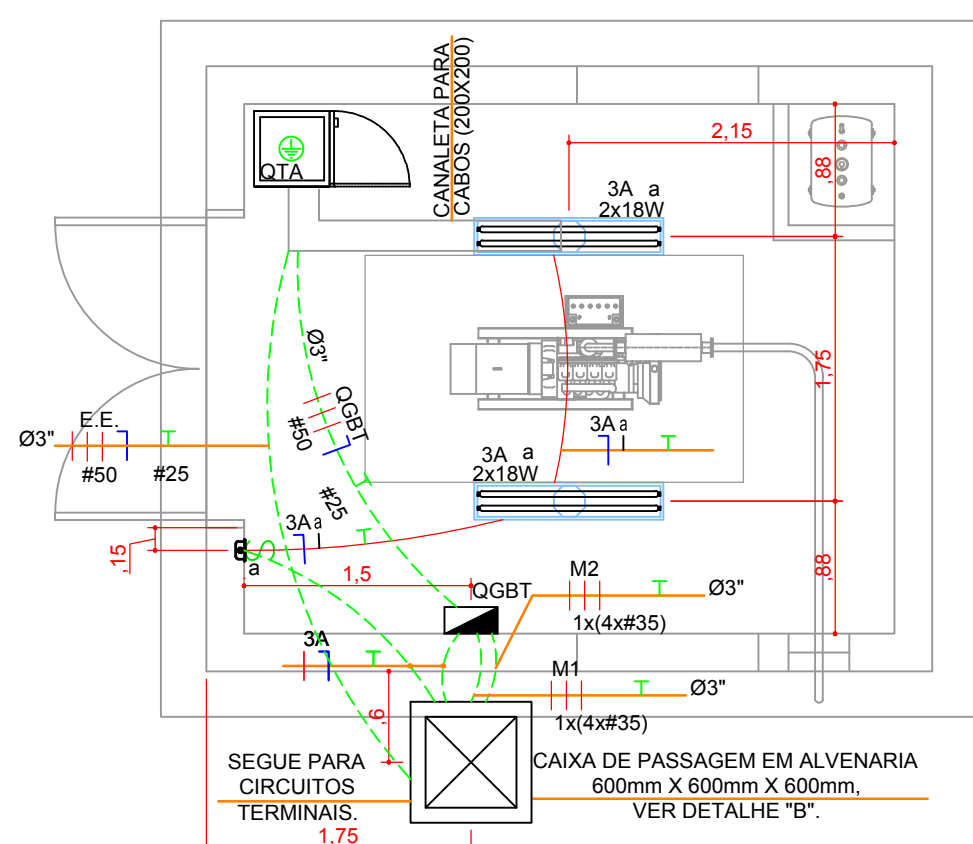 CANALETA PARA
CABOS (200X200)
QTA
2,15
,88
3A a
2x18W
1,75
Ø3"
QGBT
#50
E.E.
Ø3"
#50
#25
#25
3A a
3A a
2x18W
3A a
,15
a
1,5
,88
QGBT
M2
Ø3"
1x(4x#35)
3A
M1
Ø3"
1x(4x#35)
,6
SEGUE PARA
CIRCUITOS
TERMINAIS.
CAIXA DE PASSAGEM EM ALVENARIA
600mm X 600mm X 600mm,
VER DETALHE "B".
1,75